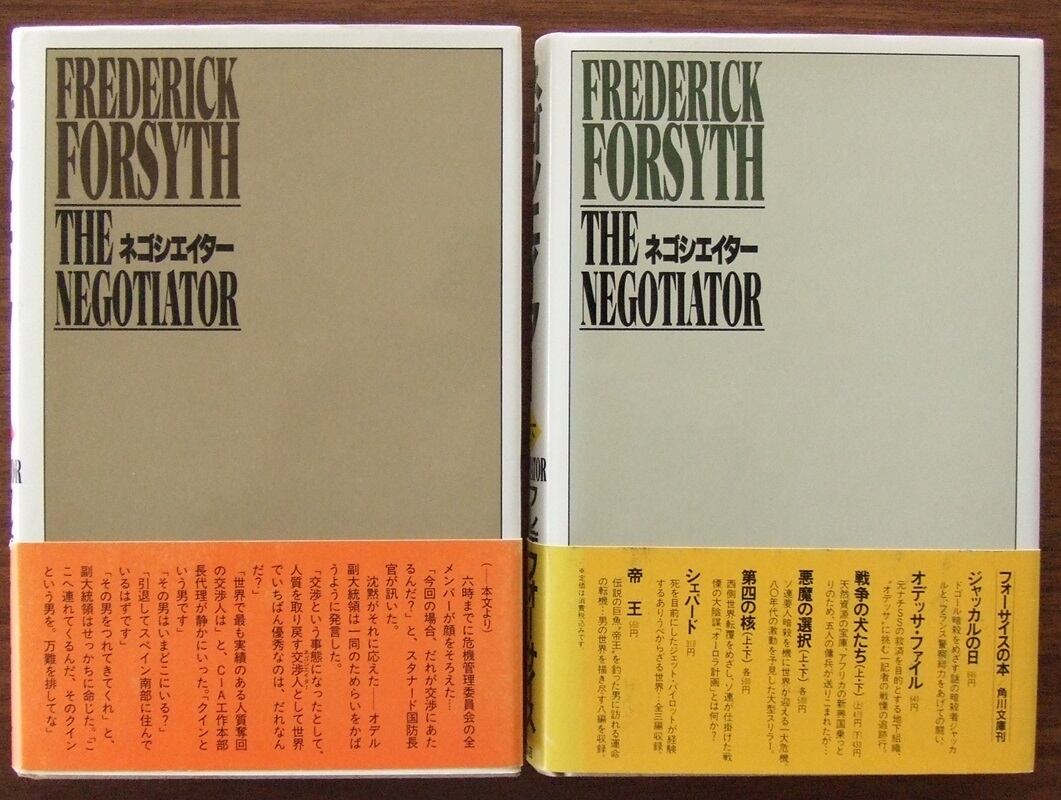 FREDERICK
FORSYTH
THE ネゴシエイター
NEGOTIATOR
(——本文より)
六時までに危機管理委員会の全
メンバーが顔をそろえた……
「今回の場合、だれが交渉にあた
るんだ?」と、スタナード国防長
官が訊いた。
沈黙がそれに応えた——オデル
副大統領は一同のためらいをかば
うように発言した。
「交渉という事態になったとして、
人質を取り戻す交渉人として世界
でいちばん優秀なのは、だれなん
だ?」
「世界で最も実績のある人質奪回
の交渉人は」と、CIA工作本部
長代理が静かにいった。「クインと
いう男です」
「その男はいまどこにいる?」
「引退してスペイン南部に住んで
いるはずです」
「その男をつれてきてくれ」と、
副大統領はせっかちに命じた。「こ
こへ連れてくるんだ、そのクイン
という男を、万難を排してな」
FREDERICK
FORSYTH
THE ネゴシエイター
NEGOTIATOR
フォーサイスの本 角川文庫刊
ジャッカルの日
ドゴール暗殺をめざす謎の暗殺者ジャッカ
ルと、フランス警察総力をあげての闘い。
オデッサ・ファイル
元ナチSSの救済を目的とする地下組織、
“オデッサ”に挑む一記者の戦慄の追跡行。
戦争の犬たち(上・下)
天然資源の宝庫、アフリカの新興国乗っと
りのため、五人の傭兵が送りこまれたが…
悪魔の選択(上・下) 各500円
ソ連要人暗殺を機に世界が迎える一大危機。
八〇年代の激動を予見した大型スリラー。
第四の核(上・下) 各500円
西側世界転覆をめざし、ソ連が仕掛けた戦
慄の大陰謀「オーロラ計画」とは何か?
シェパード
死を目前にしたジェット・パイロットが経験
するありうべからざる世界…全三編収録。
帝王
伝説の巨魚“帝王”を釣った男に訪れる運命
の転機…男の世界を描き尽す八編を収録。
※定価は消費税込みです。